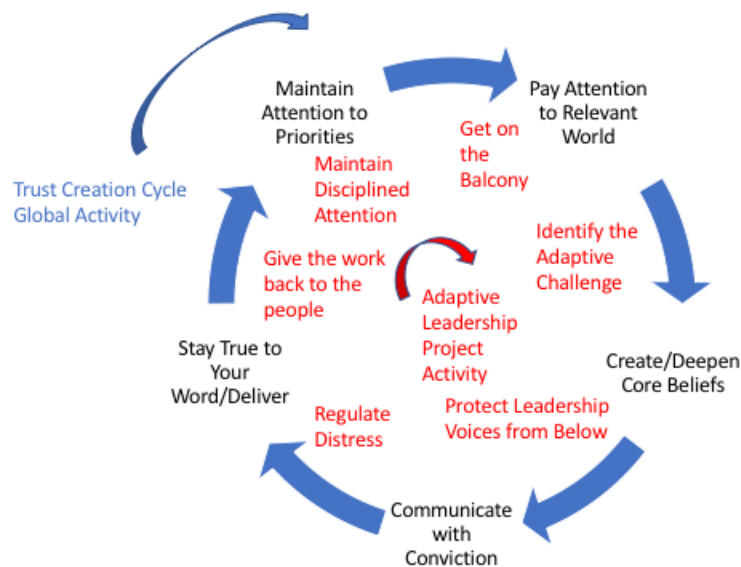 Maintain
Attention to
Priorities
Pay Attention
to Relevant
World
Get on
the
Balcony
Maintain
Disciplined
Attention
Trust Creation Cycle
Global Activity
Identify the
Adaptive
Challenge
Give the work
back to the
people
Adaptive
Leadership
Project
Activity
Stay True to
Your
Word/Deliver
Create/Deepen
Core Beliefs
Regulate
Distress
Protect Leadership
Voices from Below
Communicate
with
Conviction